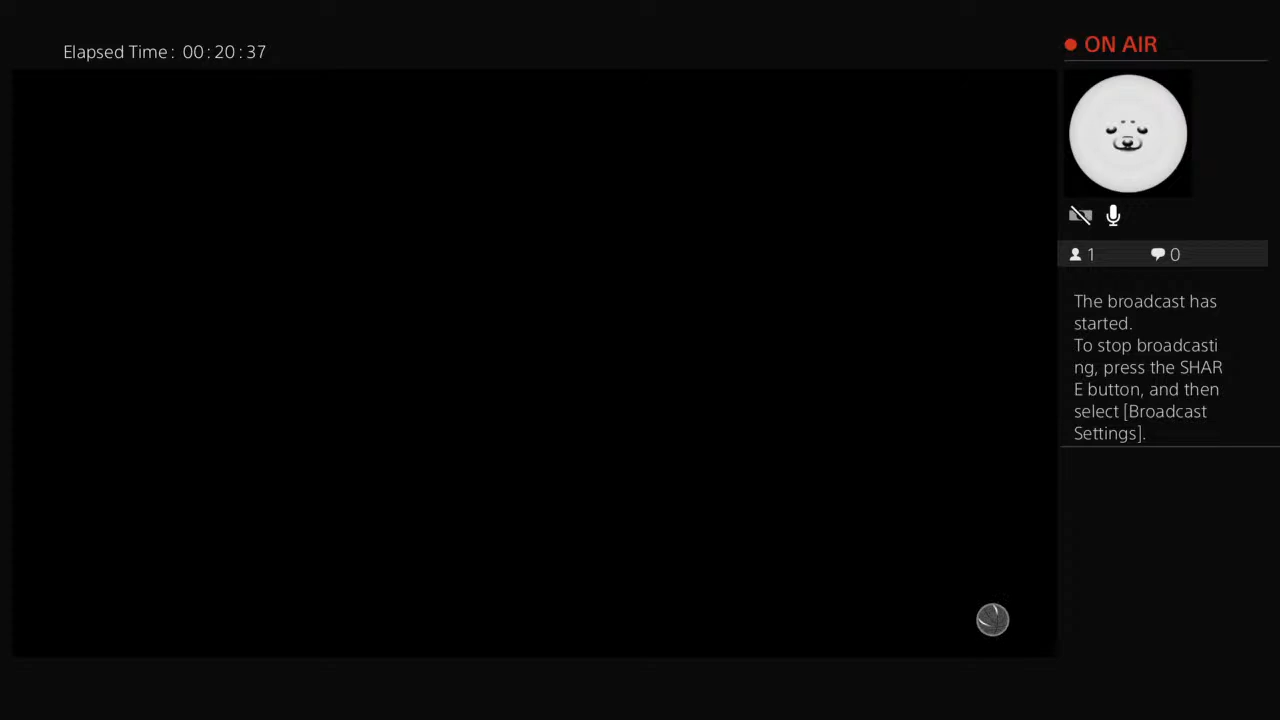 Elapsed Time: 00:20:37
ON AIR
1 0
The broadcast has
started.
To stop broadcasti
ng, press the SHAR
E button, and then
select [Broadcast
Settings].